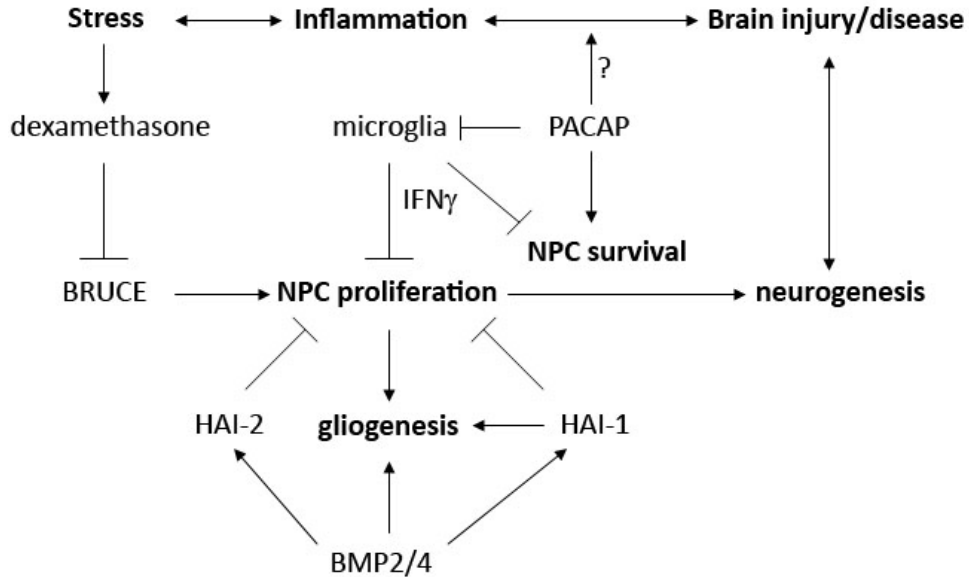 Stress
Inflammation
Brain injury/disease
?
dexamethasone
microglia
PACAP
IFNγ
NPC survival
BRUCE
NPC proliferation
neurogenesis
HAI-2
gliogenesis
HAI-1
BMP2/4